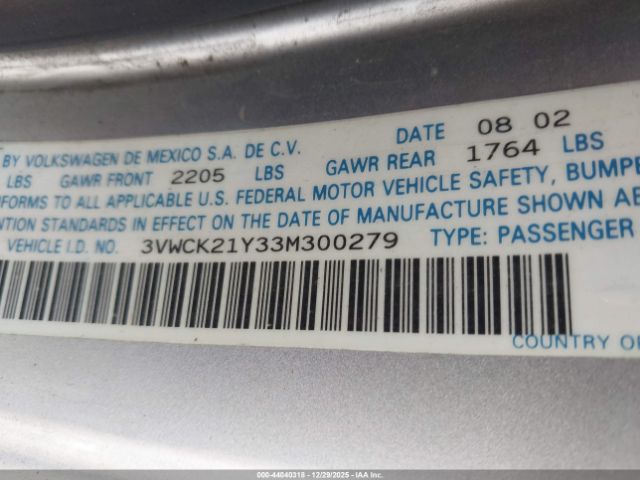 BY VOLKSWAGEN DE MEXICO S.A. DE C.V. DATE 08 02
LBS GAWR FRONT 2205 LBS GAWR REAR 1764 LBS
NFORMS TO ALL APPLICABLE U.S. FEDERAL MOTOR VEHICLE SAFETY, BUMPE
NTION STANDARDS IN EFFECT ON THE DATE OF MANUFACTURE SHOWN AB
VEHICLE I.D. NO. 3VWCK21Y33M300279 TYPE: PASSENGER
COUNTRY OF
000-44040318 - 12/29/2025 - IAAI, Inc.